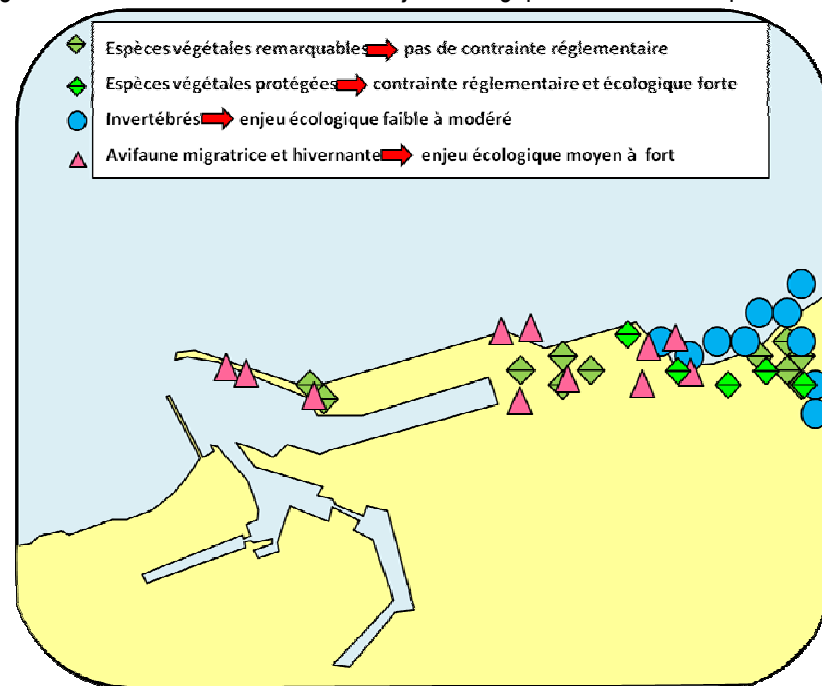 Espèces végétales remarquables pas de contrainte réglementaire
Espèces végétales protégées contrainte réglementaire et écologique forte
Invertébrés enjeu écologique faible à modéré
Avifaune migratrice et hivernante enjeu écologique moyen à fort